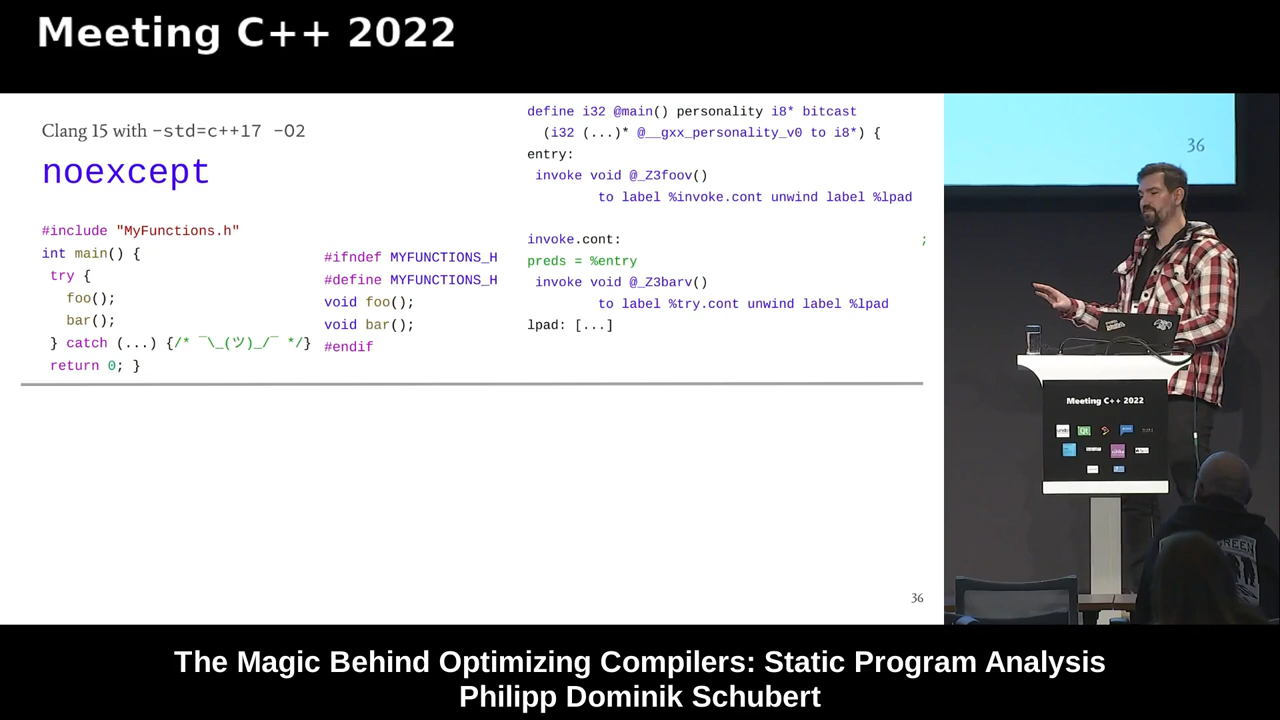 Meeting C++ 2022
Clang 15 with -std=c++17 -O2
noexcept
#include "MyFunctions.h"
int main() {
try {
foo();
bar();
} catch (...) {/* ¯\_(ツ)_/¯ */}
return 0; }
#ifndef MYFUNCTIONS_H
#define MYFUNCTIONS_H
void foo();
void bar();
#endif
define i32 @main() personality i8* bitcast
(i32 (...)* @__gxx_personality_v0 to i8*) {
entry:
invoke void @_Z3foov()
to label %invoke.cont unwind label %lpad
invoke.cont: ;
preds = %entry
invoke void @_Z3barv()
to label %try.cont unwind label %lpad
lpad: [...]
36
36
Meeting C++ 2022
Qt
The Magic Behind Optimizing Compilers: Static Program Analysis
Philipp Dominik Schubert